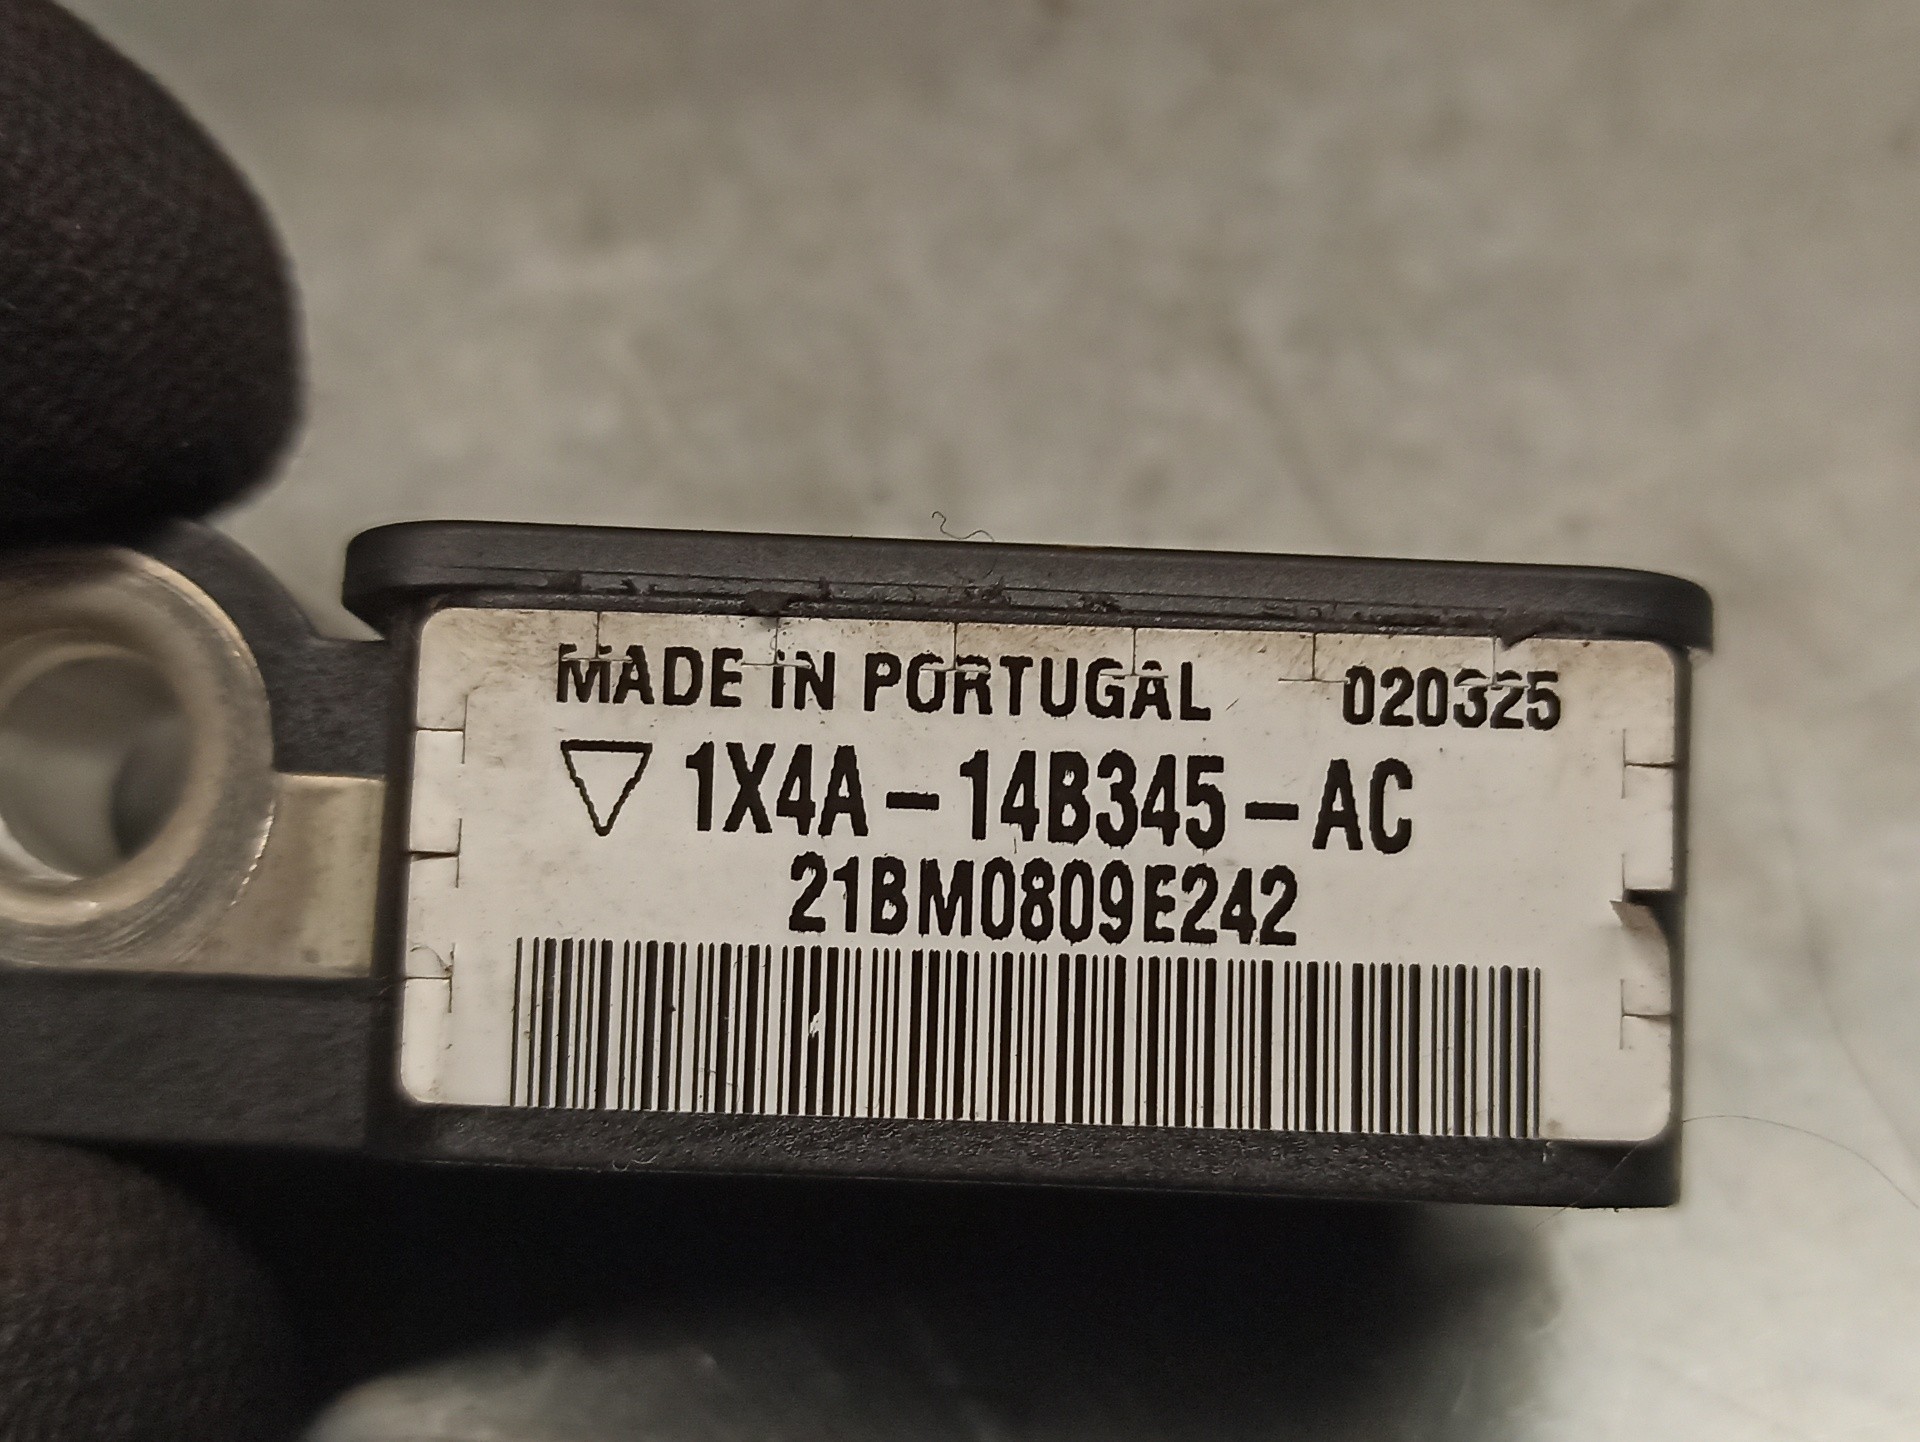 MADE IN PORTUGAL 020325
1X4A-14B345-AC
21BM0809E242